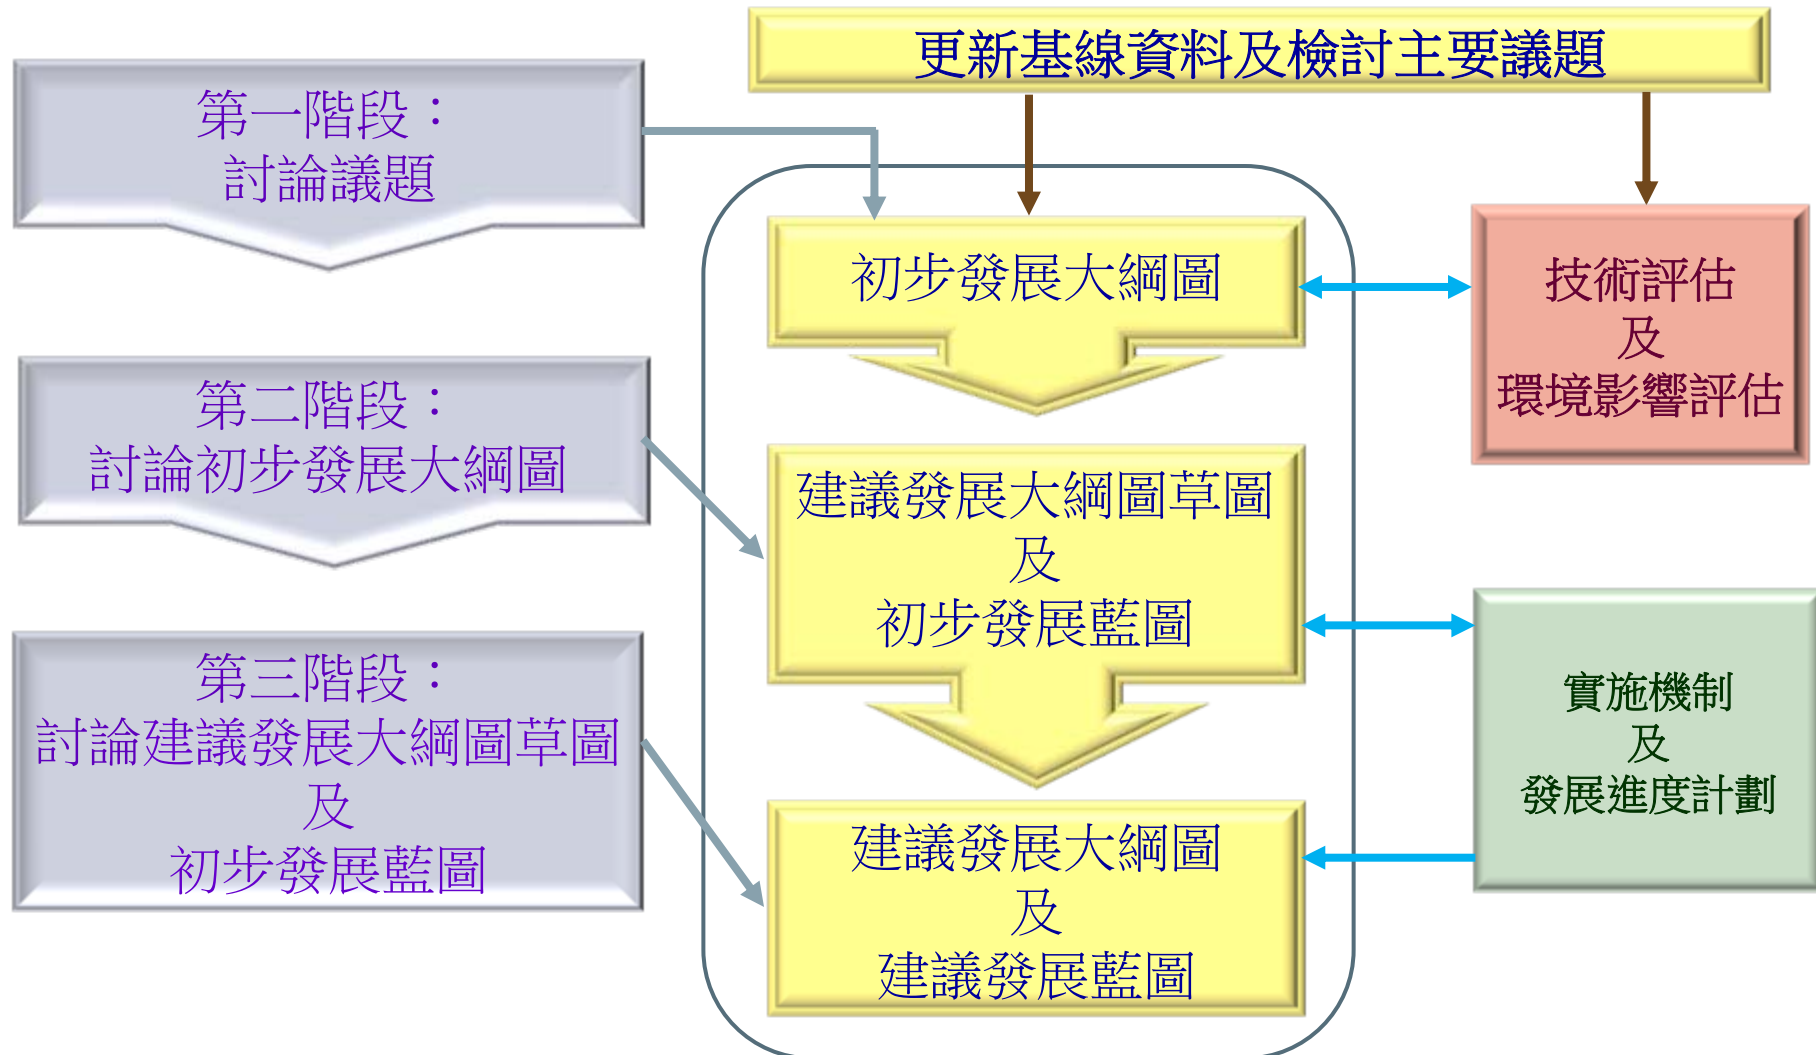 更新基線資料及檢討主要議題
第一階段：
討論議題
第二階段：
討論初步發展大綱圖
第三階段：
討論建議發展大綱圖草圖
及
初步發展藍圖
初步發展大綱圖
建議發展大綱圖草圖
及
初步發展藍圖
建議發展大綱圖
及
建議發展藍圖
技術評估
及
環境影響評估
實施機制
及
發展進度計劃